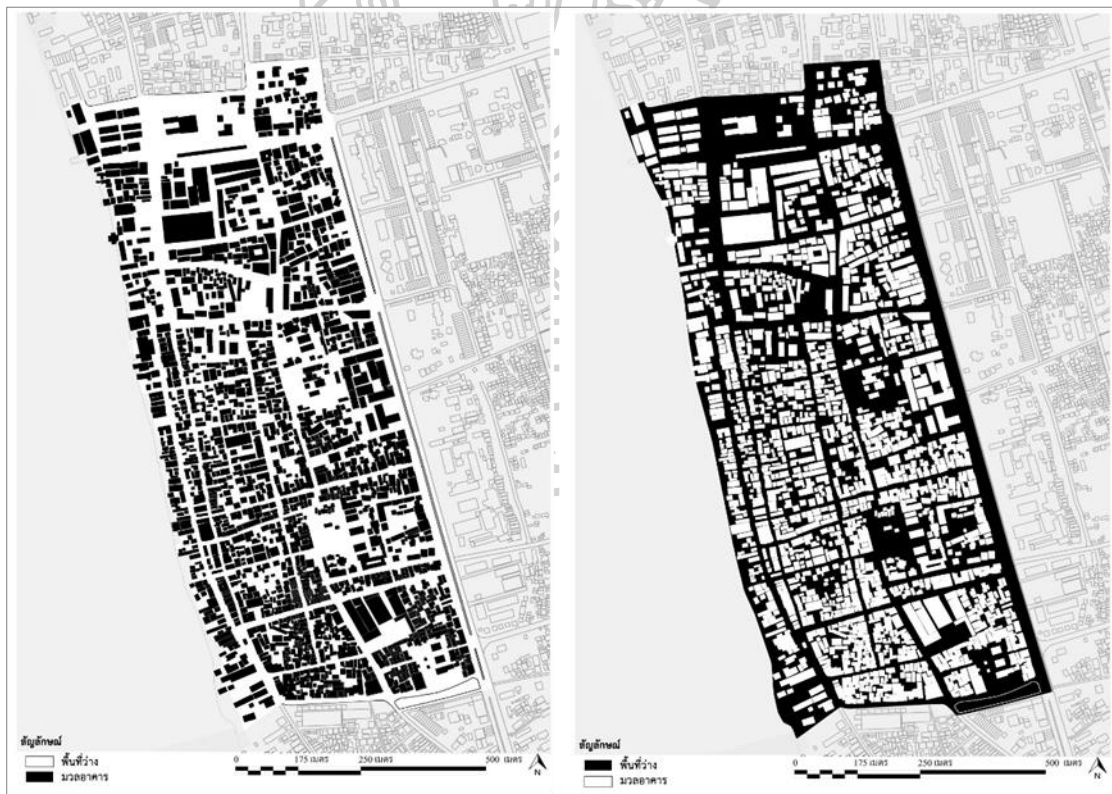 สัญลักษณ์
พื้นที่ว่าง
มวลอาคาร
0 175 เมตร 250 เมตร 500 เมตร
N
สัญลักษณ์
พื้นที่ว่าง
มวลอาคาร
0 175 เมตร 250 เมตร 500 เมตร
N